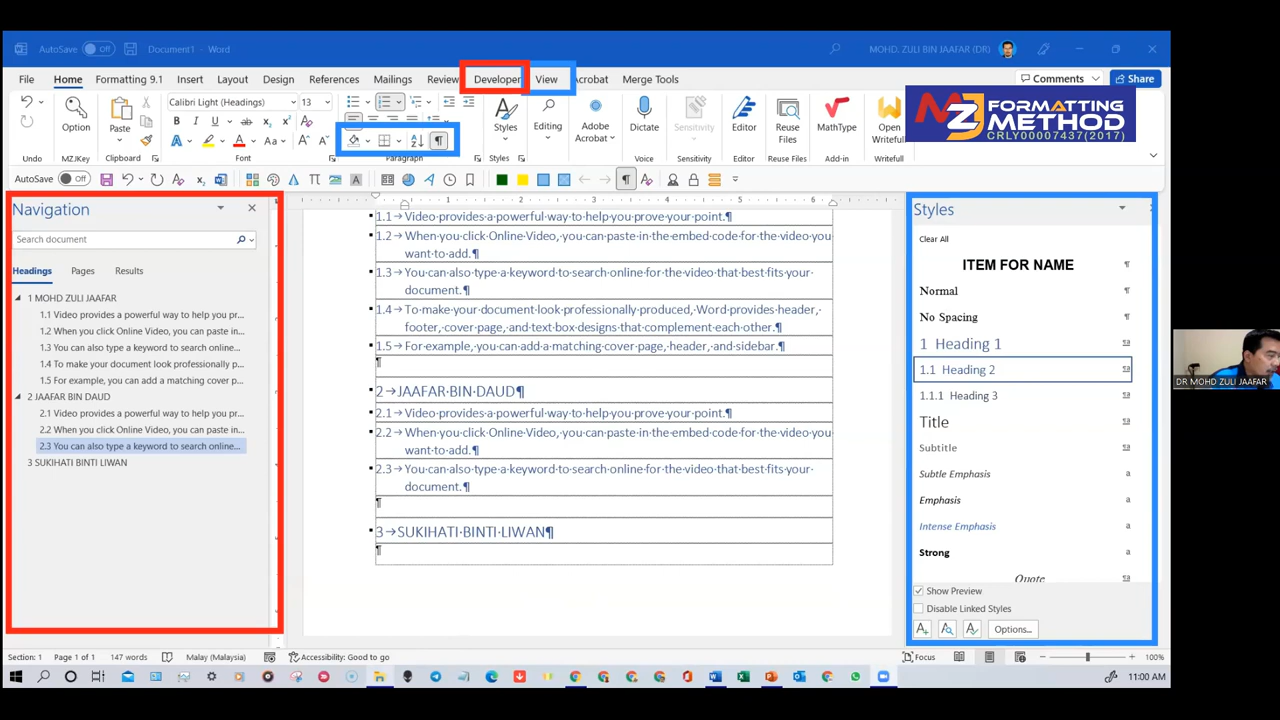 AutoSave Off Document1 - Word MOHD. ZULI BIN JAAFAR (DR)
File Home Formatting 9.1 Insert Layout Design References Mailings Review Developer View Acrobat Merge Tools Comments Share
Calibri Light (Headings) 13
Option Paste Styles Editing Adobe Acrobat Dictate Sensitivity Editor Reuse Files MathType Open Writefull
Undo MZJKey Clipboard Font Paragraph Styles Voice Sensitivity Reuse Files Writefull
MZ FORMATTING
METHOD
CRLY00007437(2017)
AutoSave Off
Navigation
Search document
Headings Pages Results
1 MOHD ZULI JAAFAR
1.1 Video provides a powerful way to help you pr...
1.2 When you click Online Video, you can paste in...
1.3 You can also type a keyword to search online...
1.4 To make your document look professionally p...
1.5 For example, you can add a matching cover p...
2 JAAFAR BIN DAUD
2.1 Video provides a powerful way to help you pr...
2.2 When you click Online Video, you can paste in...
2.3 You can also type a keyword to search online...
3 SUKIHATI BINTI LIWAN
1 2 3 4 5 6
1.1→Video·provides·a·powerful·way·to·help·you·prove·your·point.¶
1.2→When·you·click·Online·Video,·you·can·paste·in·the·embed·code·for·the·video·you·
want·to·add.¶
1.3→You·can·also·type·a·keyword·to·search·online·for·the·video·that·best·fits·your·
document.¶
1.4→To·make·your·document·look·professionally·produced,·Word·provides·header,·
footer,·cover·page,·and·text·box·designs·that·complement·each·other.¶
1.5→For·example,·you·can·add·a·matching·cover·page,·header,·and·sidebar.¶
¶
2→JAAFAR·BIN·DAUD¶
2.1→Video·provides·a·powerful·way·to·help·you·prove·your·point.¶
2.2→When·you·click·Online·Video,·you·can·paste·in·the·embed·code·for·the·video·you·
want·to·add.¶
2.3→You·can·also·type·a·keyword·to·search·online·for·the·video·that·best·fits·your·
document.¶
¶
3→SUKIHATI·BINTI·LIWAN¶
¶
Styles
Clear All
ITEM FOR NAME
Normal
No Spacing
1 Heading 1
1.1 Heading 2
1.1.1 Heading 3
Title
Subtitle
Subtle Emphasis
Emphasis
Intense Emphasis
Strong
Quote
Show Preview
Disable Linked Styles
Options...
DR MOHD ZULI JAAFAR
Section: 1 Page 1 of 1 147 words Malay (Malaysia) Accessibility: Good to go Focus 100%
11:00 AM